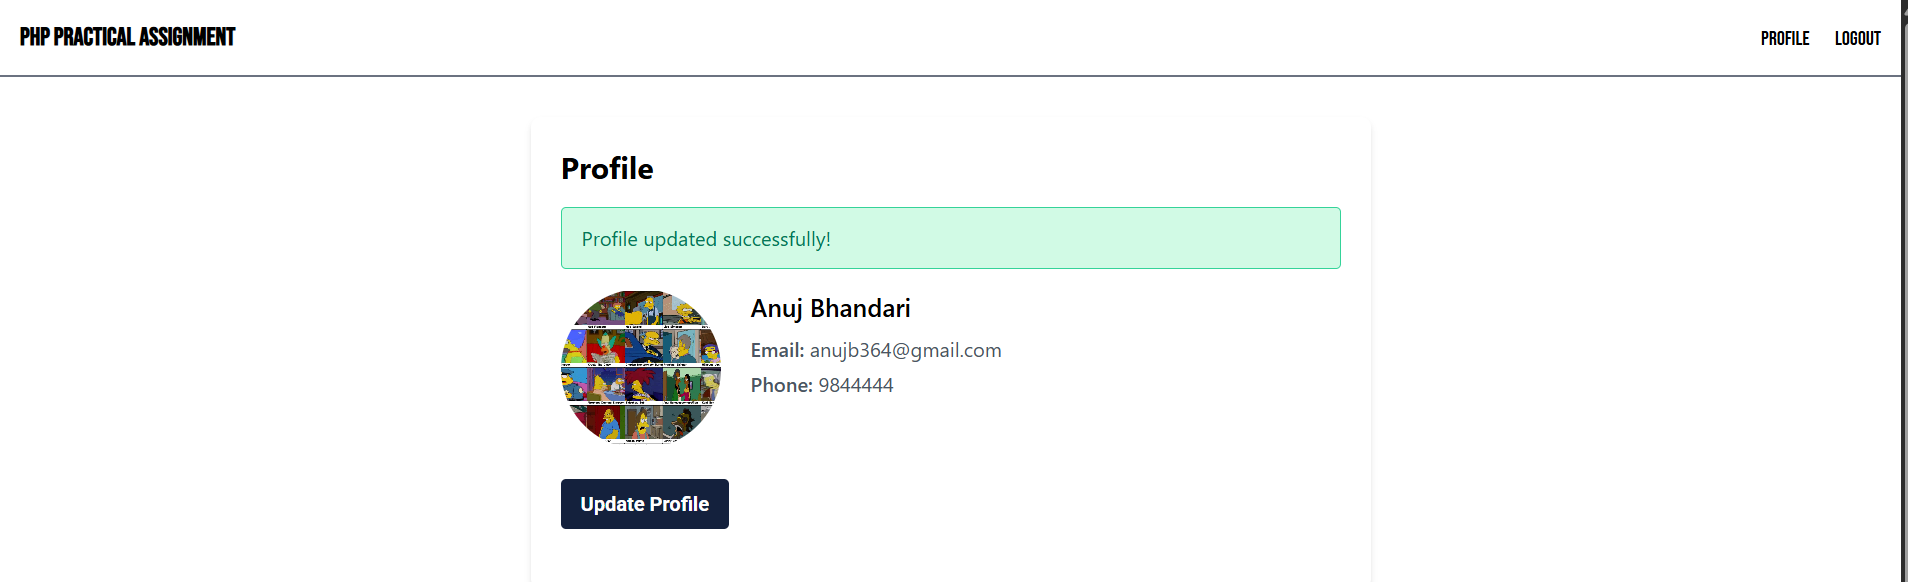 PHP PRACTICAL ASSIGNMENT
PROFILE
LOGOUT
Profile
Profile updated successfully!
Anuj Bhandari
Email: anujb364@gmail.com
Phone: 9844444
Update Profile